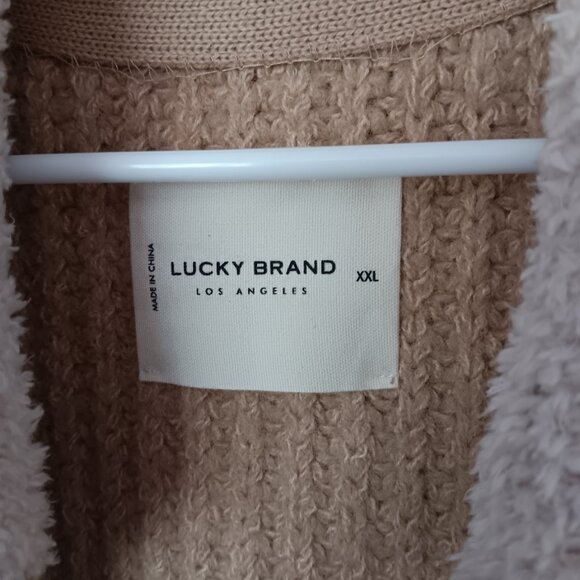 MADE IN CHINA
LUCKY BRAND
XXL
LOS ANGELES